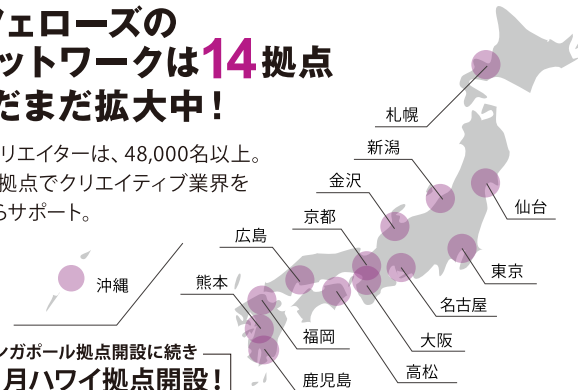 フェローズの
ットワークは14拠点
だまだ拡大中！
リエイターは、48,000名以上。
拠点でクリエイティブ業界を
らサポート。
札幌
新潟
金沢
仙台
京都
広島
東京
沖縄
熊本
名古屋
福岡
大阪
高松
鹿児島
ンガポール拠点開設に続き
月ハワイ拠点開設！